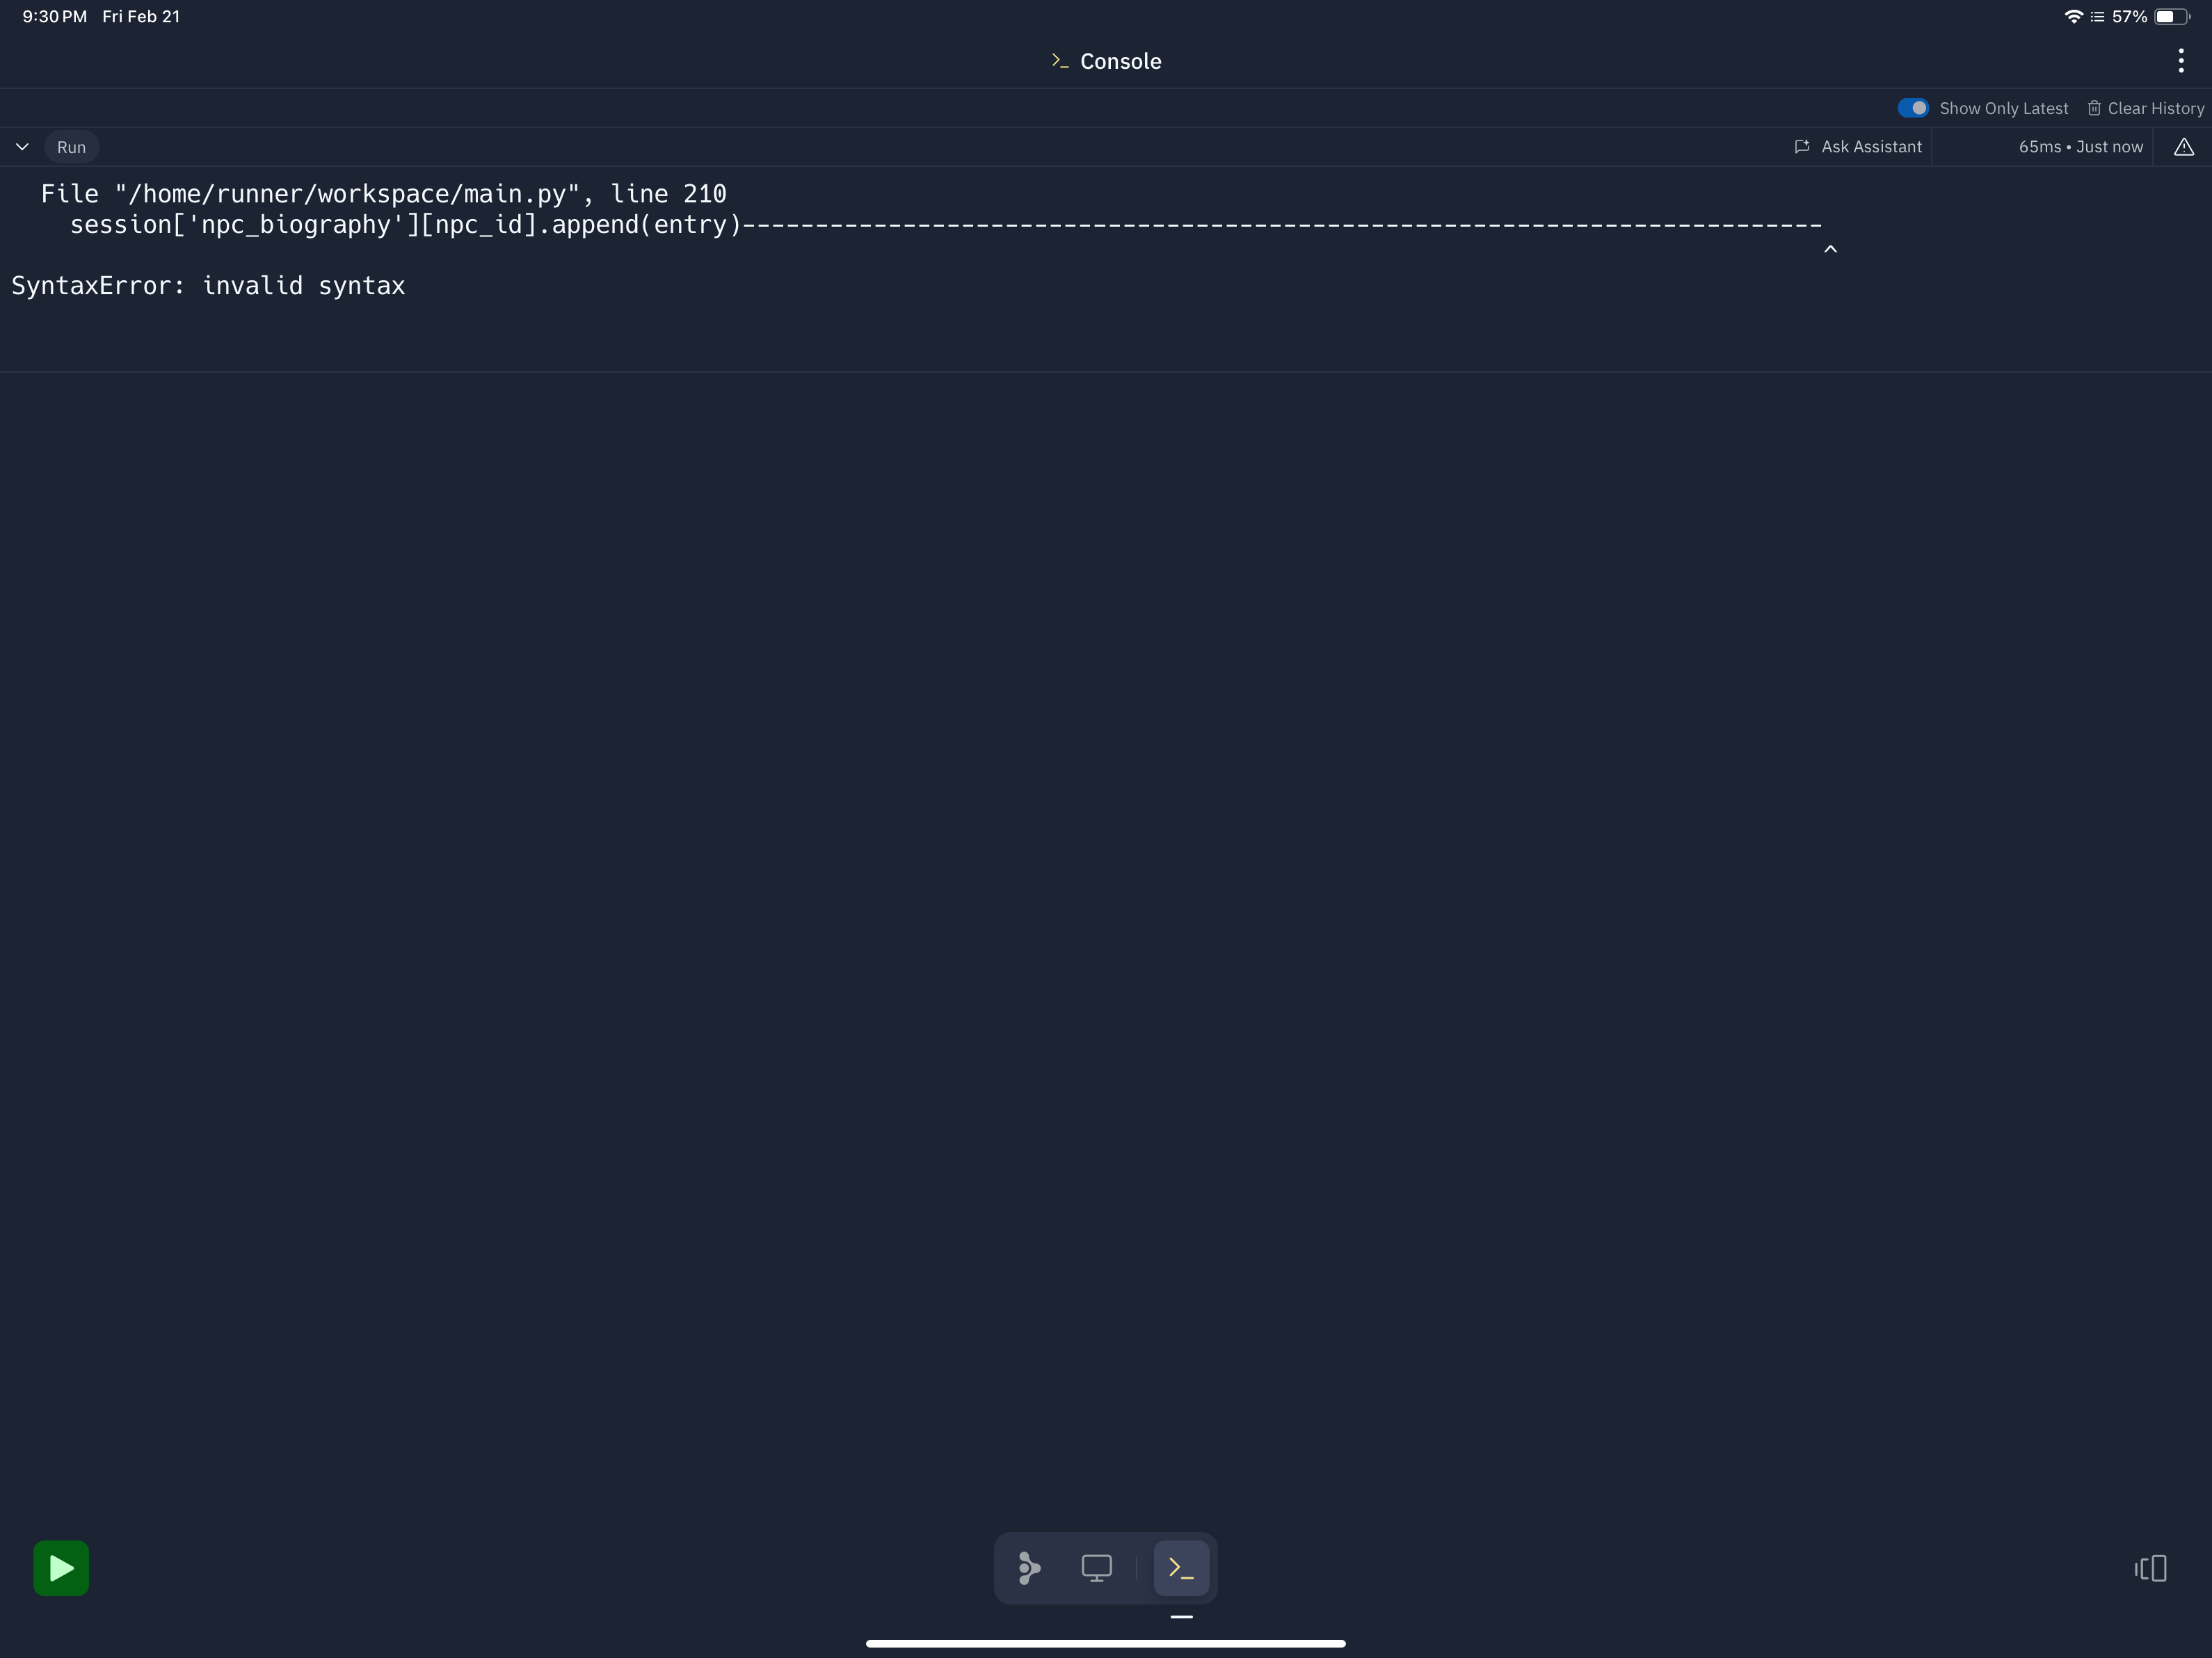 9:30 PM Fri Feb 21 57%
Console
Show Only Latest Clear History
Run Ask Assistant 65ms • Just now
File "/home/runner/workspace/main.py", line 210
session['npc_biography'][npc_id].append(entry)--------------------------------------------------------------------------
^
SyntaxError: invalid syntax